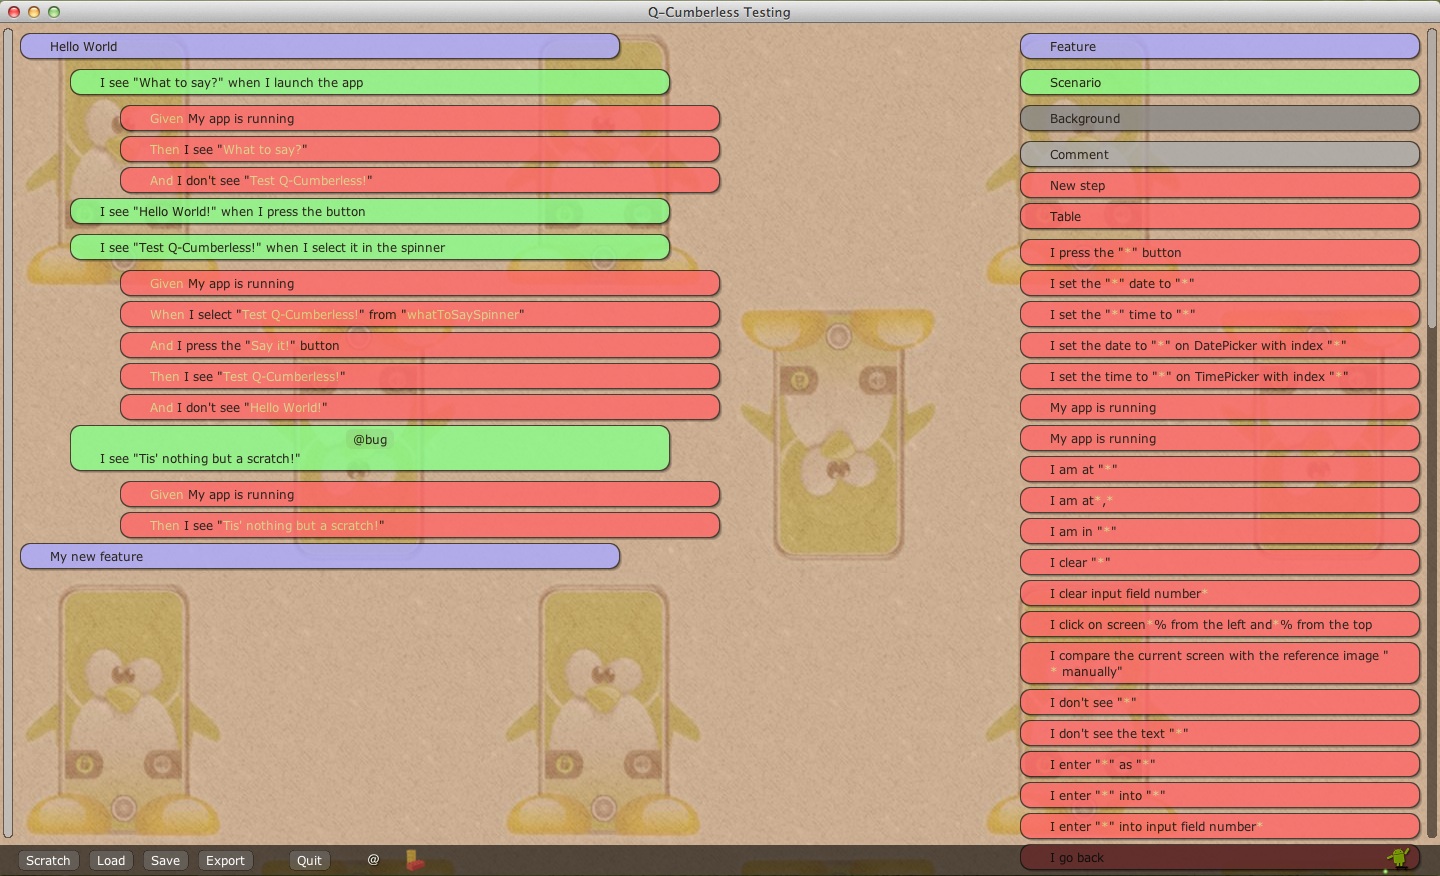 Q-Cumberless Testing
Hello World
I see "What to say?" when I launch the app
Given My app is running
Then I see "What to say?"
And I don't see "Test Q-Cumberless!"
I see "Hello World!" when I press the button
I see "Test Q-Cumberless!" when I select it in the spinner
Given My app is running
When I select "Test Q-Cumberless!" from "whatToSaySpinner"
And I press the "Say it!" button
Then I see "Test Q-Cumberless!"
And I don't see "Hello World!"
@bug
I see "Tis' nothing but a scratch!"
Given My app is running
Then I see "Tis' nothing but a scratch!"
My new feature
Feature
Scenario
Background
Comment
New step
Table
I press the "*" button
I set the "*" date to "*"
I set the "*" time to "*"
I set the date to "*" on DatePicker with index "*"
I set the time to "*" on TimePicker with index "*"
My app is running
My app is running
I am at "*"
I am at*,*
I am in "*"
I clear "*"
I clear input field number*
I click on screen*% from the left and*% from the top
I compare the current screen with the reference image "
* manually"
I don't see "*"
I don't see the text "*"
I enter "*" as "*"
I enter "*" into "*"
I enter "*" into input field number*
I go back
Scratch Load Save Export Quit @